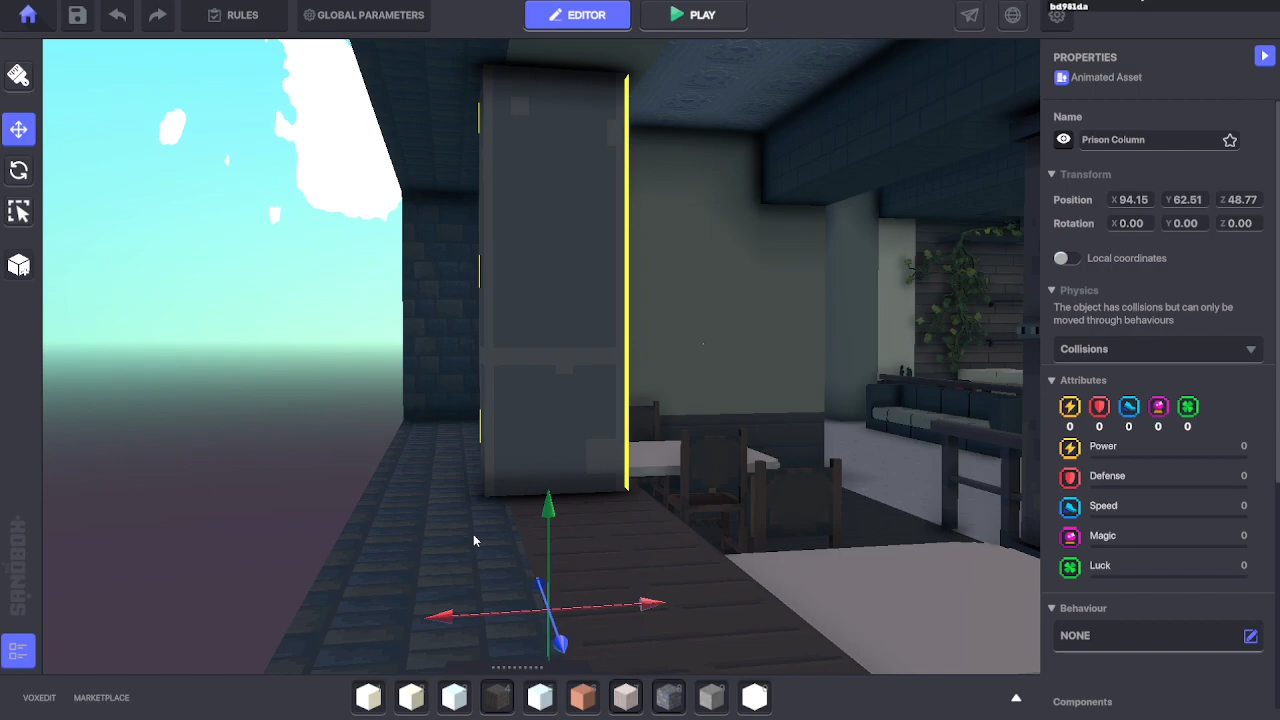 bd981da
RULES
GLOBAL PARAMETERS
EDITOR
PLAY
PROPERTIES
Animated Asset
Name
Prison Column
Transform
Position X 94.15 Y 62.51 Z 48.77
Rotation X 0.00 Y 0.00 Z 0.00
Local coordinates
Physics
The object has collisions but can only be
moved through behaviours
Collisions
Attributes
0 0 0 0 0
Power 0
Defense 0
Speed 0
Magic 0
Luck 0
Behaviour
NONE
Components
SANDBOX
VOXEDIT MARKETPLACE